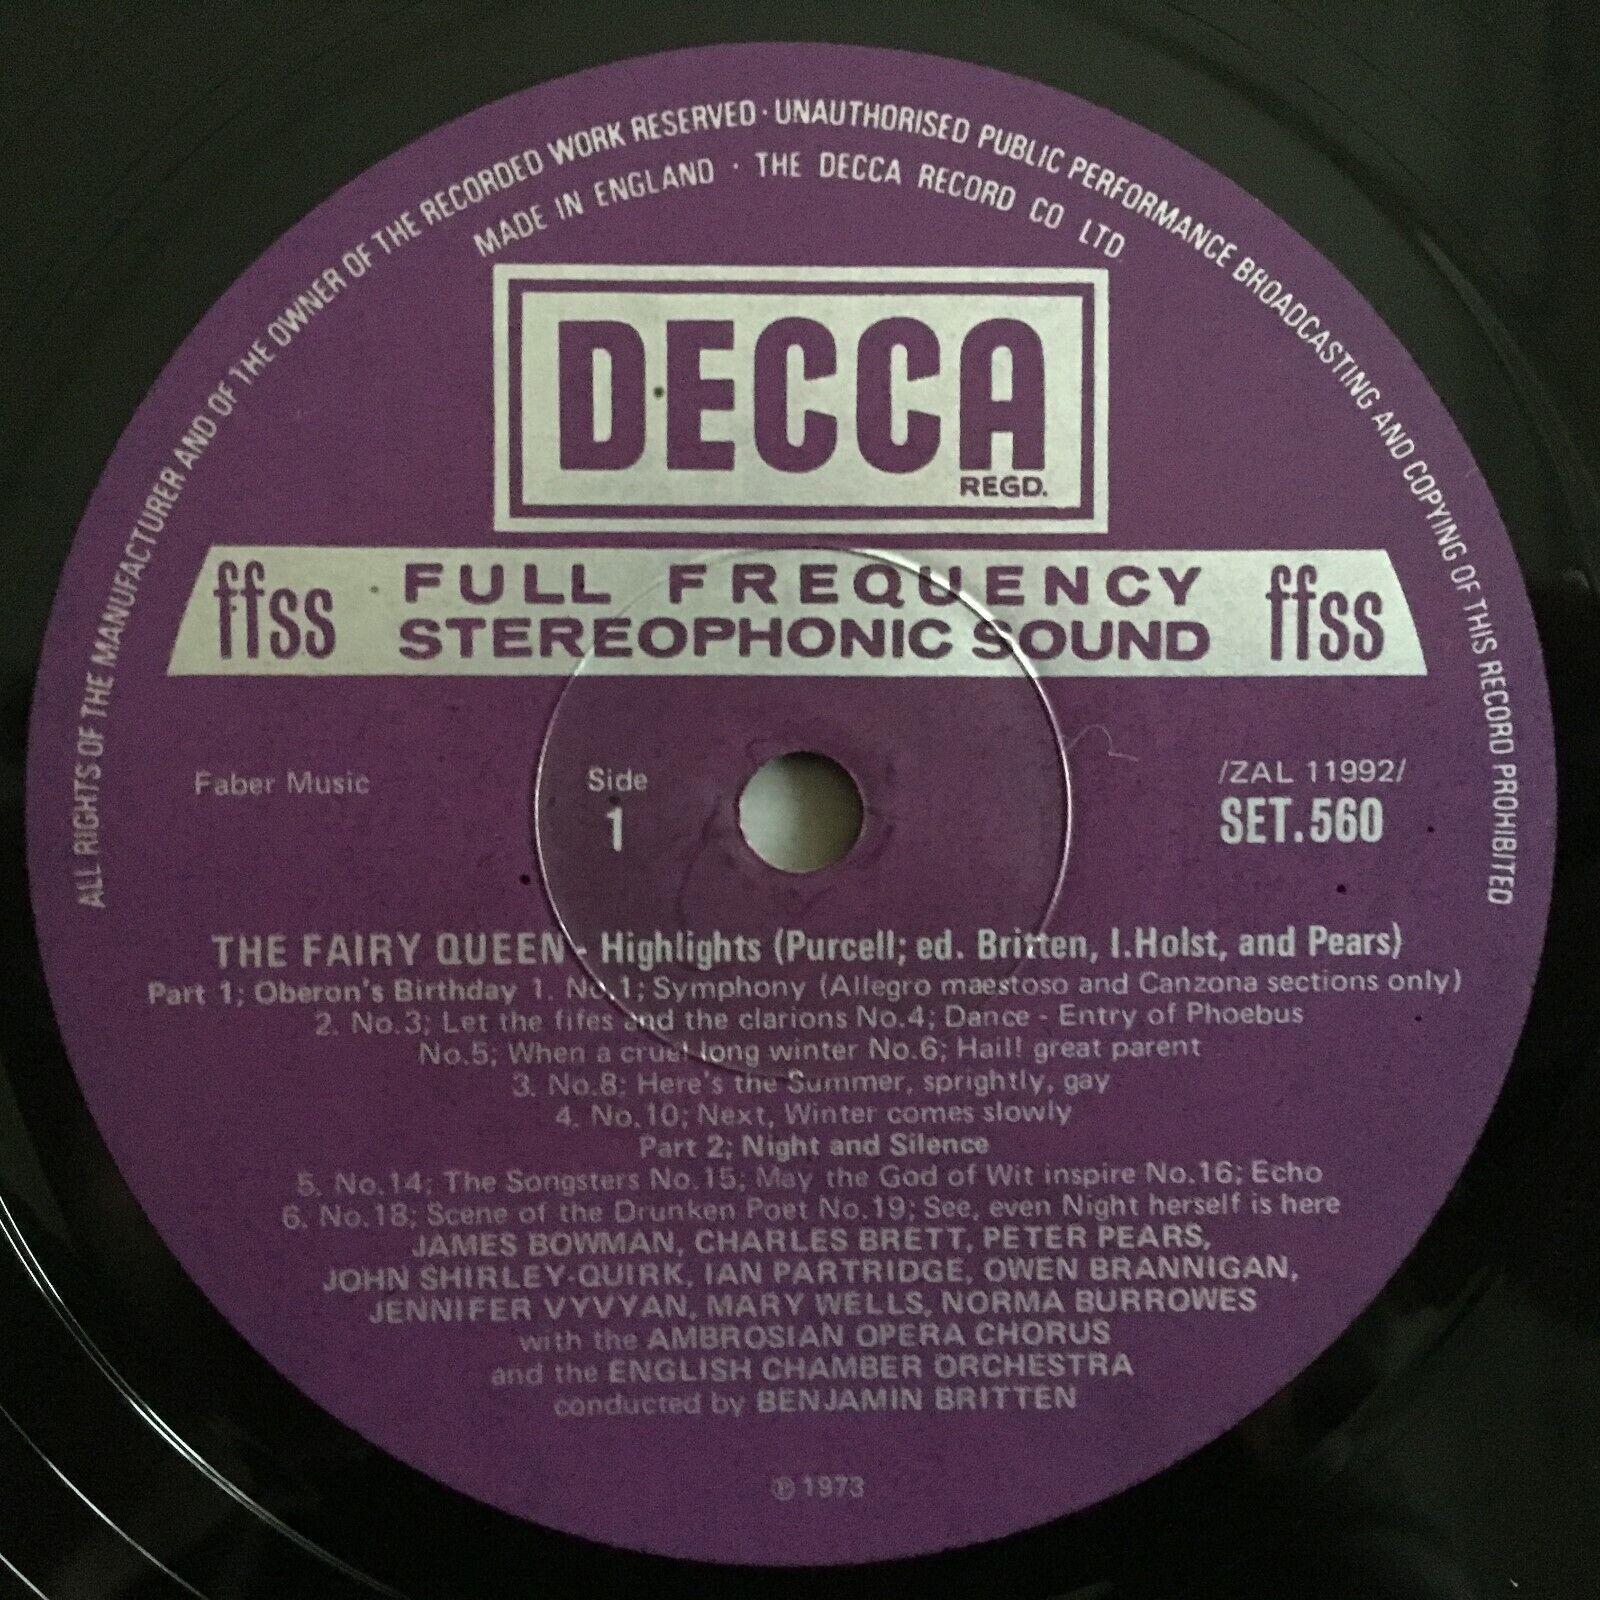 ALL RIGHTS OF THE MANUFACTURER AND OF THE OWNER OF THE RECORDED WORK RESERVED · UNAUTHORISED PUBLIC PERFORMANCE BROADCASTING AND COPYING OF THIS RECORD PROHIBITED
MADE IN ENGLAND · THE DECCA RECORD CO LTD.
DECCA
REGD.
ffss FULL FREQUENCY STEREOPHONIC SOUND ffss
Faber Music
Side
1
/ZAL 11992/
SET.560
THE FAIRY QUEEN - Highlights (Purcell; ed. Britten, I.Holst, and Pears)
Part 1; Oberon's Birthday 1. No.1; Symphony (Allegro maestoso and Canzona sections only)
2. No.3; Let the fifes and the clarions No.4; Dance - Entry of Phoebus
No.5; When a cruel long winter No.6; Hail! great parent
3. No.8; Here's the Summer, sprightly, gay
4. No.10; Next, Winter comes slowly
Part 2; Night and Silence
5. No.14; The Songsters No.15; May the God of Wit inspire No.16; Echo
6. No.18; Scene of the Drunken Poet No.19; See, even Night herself is here
JAMES BOWMAN, CHARLES BRETT, PETER PEARS,
JOHN SHIRLEY-QUIRK, IAN PARTRIDGE, OWEN BRANNIGAN,
JENNIFER VYVYAN, MARY WELLS, NORMA BURROWES
with the AMBROSIAN OPERA CHORUS
and the ENGLISH CHAMBER ORCHESTRA
conducted by BENJAMIN BRITTEN
℗ 1973